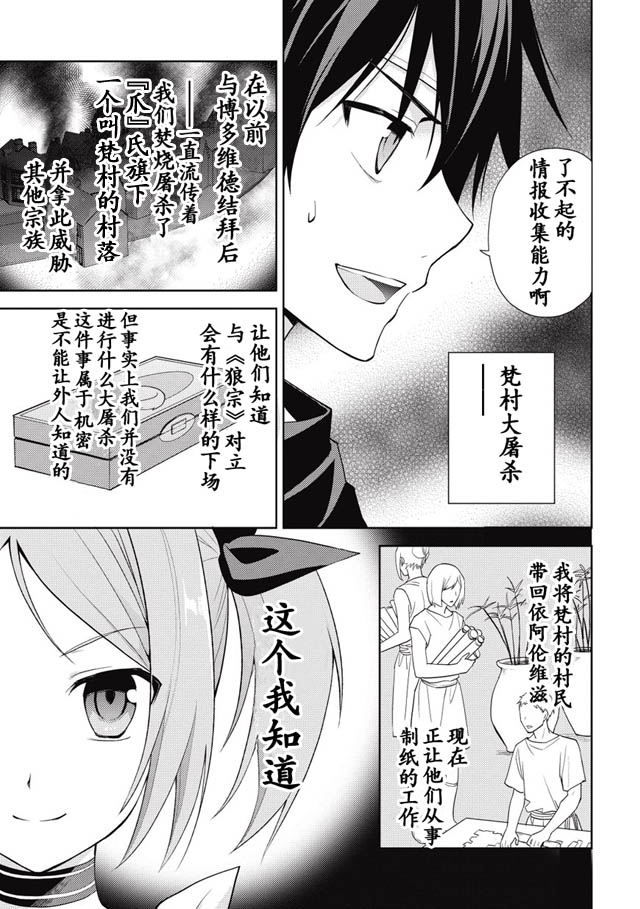 了不起的
情报收集能力啊
梵村大屠杀
——
在以前
与博多维德结拜后
——一直流传着
我们焚烧屠杀了
『爪』氏旗下
一个叫梵村的村落
并拿此威胁
其他宗族
让他们知道
与《狼宗》对立
会有什么样的下场
但事实上我们并没有
进行什么大屠杀
这件事属于机密
是不能让外人知道的
我将梵村的村民
带回依阿伦维滋
现在
正让他们从事
制纸的工作
这个我知道